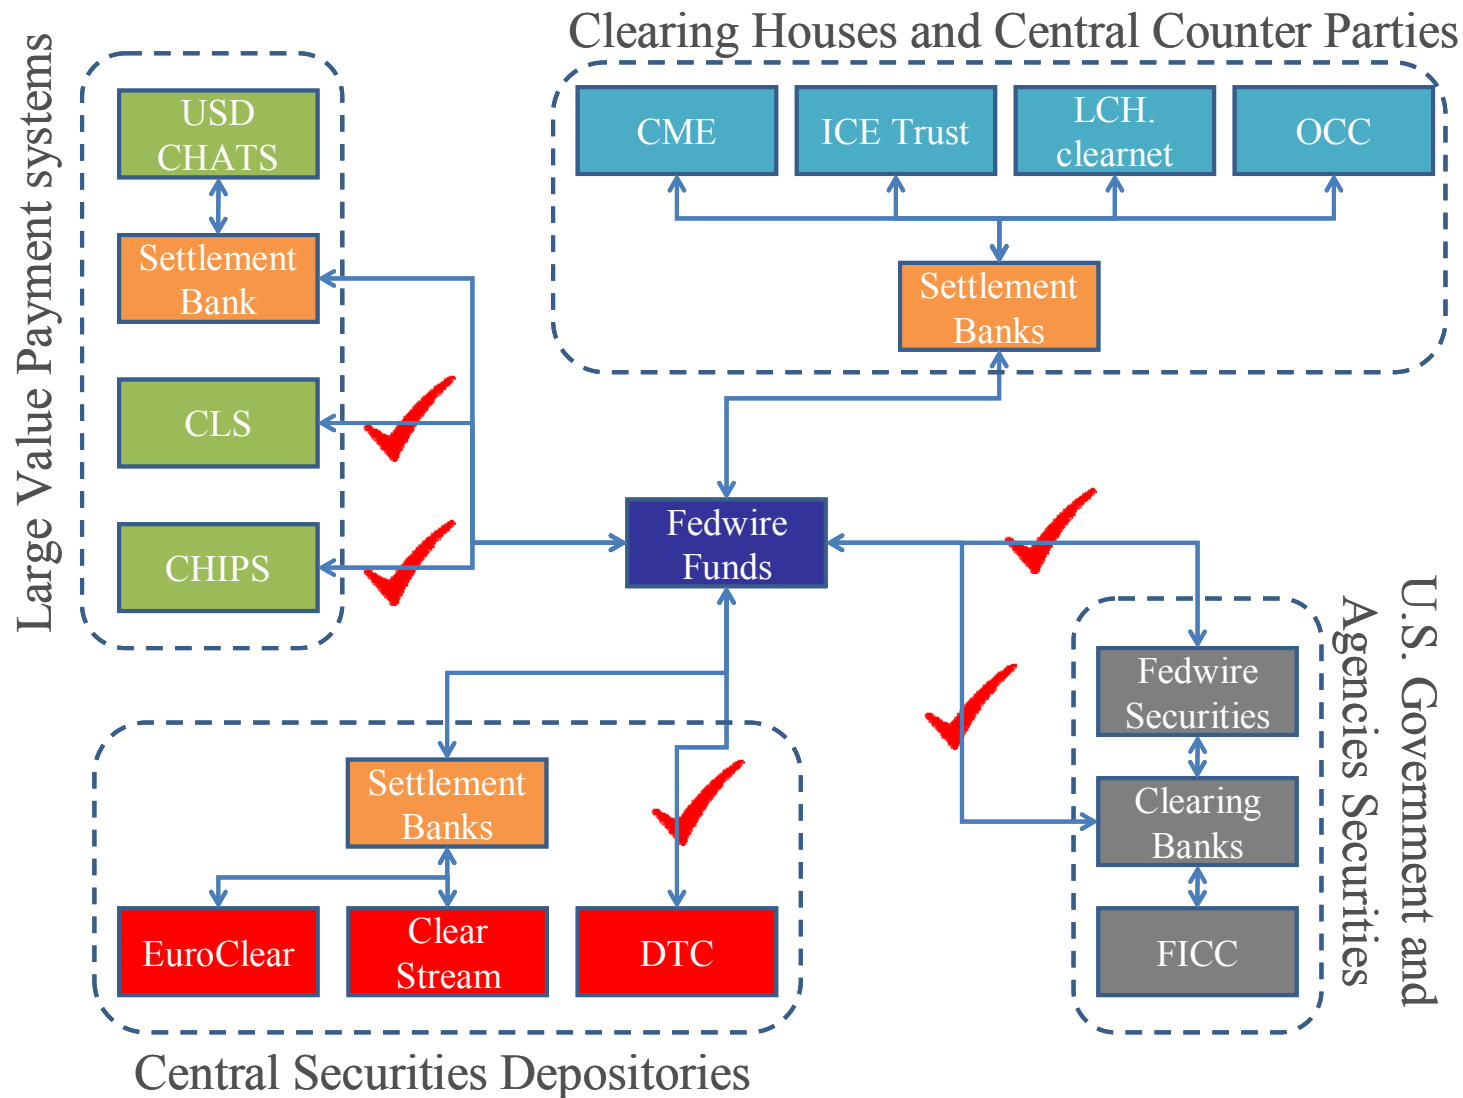 Large Value Payment systems
USD
CHATS
Settlement
Bank
CLS
CHIPS
Clearing Houses and Central Counter Parties
CME
ICE Trust
LCH.
clearnet
OCC
Settlement
Banks
Fedwire
Funds
U.S. Government and
Agencies Securities
Fedwire
Securities
Clearing
Banks
FICC
Settlement
Banks
EuroClear
Clear
Stream
DTC
Central Securities Depositories